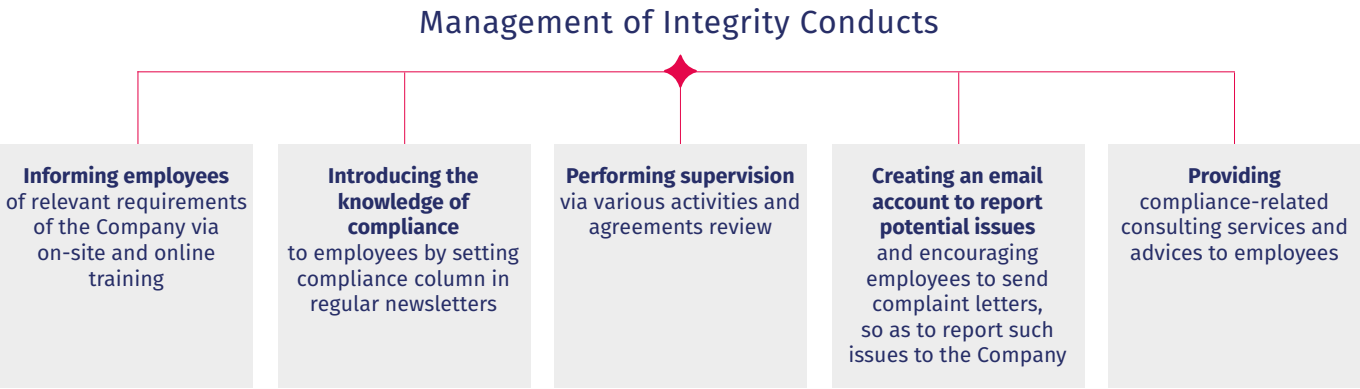 Management of Integrity Conducts
Informing employees
of relevant requirements
of the Company via
on-site and online
training
Introducing the
knowledge of
compliance
to employees by setting
compliance column in
regular newsletters
Performing supervision
via various activities and
agreements review
Creating an email
account to report
potential issues
and encouraging
employees to send
complaint letters,
so as to report such
issues to the Company
Providing
compliance-related
consulting services and
advices to employees